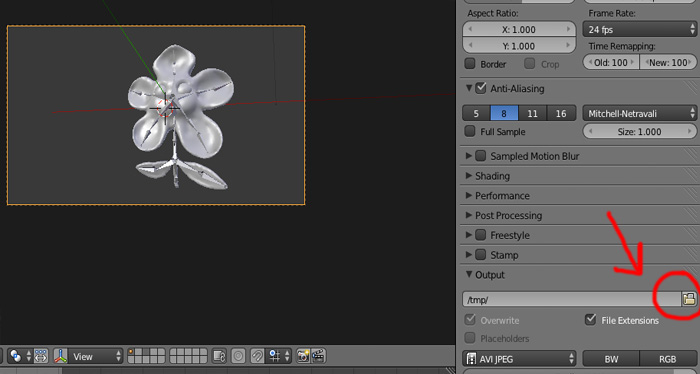 Aspect Ratio: Frame Rate:
X: 1.000 24 fps
Y: 1.000 Time Remapping:
Border Crop Old: 100 New: 100
Anti-Aliasing
5 8 11 16 Mitchell-Netravali
Full Sample Size: 1.000
Sampled Motion Blur
Shading
Performance
Post Processing
Freestyle
Stamp
Output
/tmp/
Overwrite File Extensions
Placeholders
View AVI JPEG BW RGB